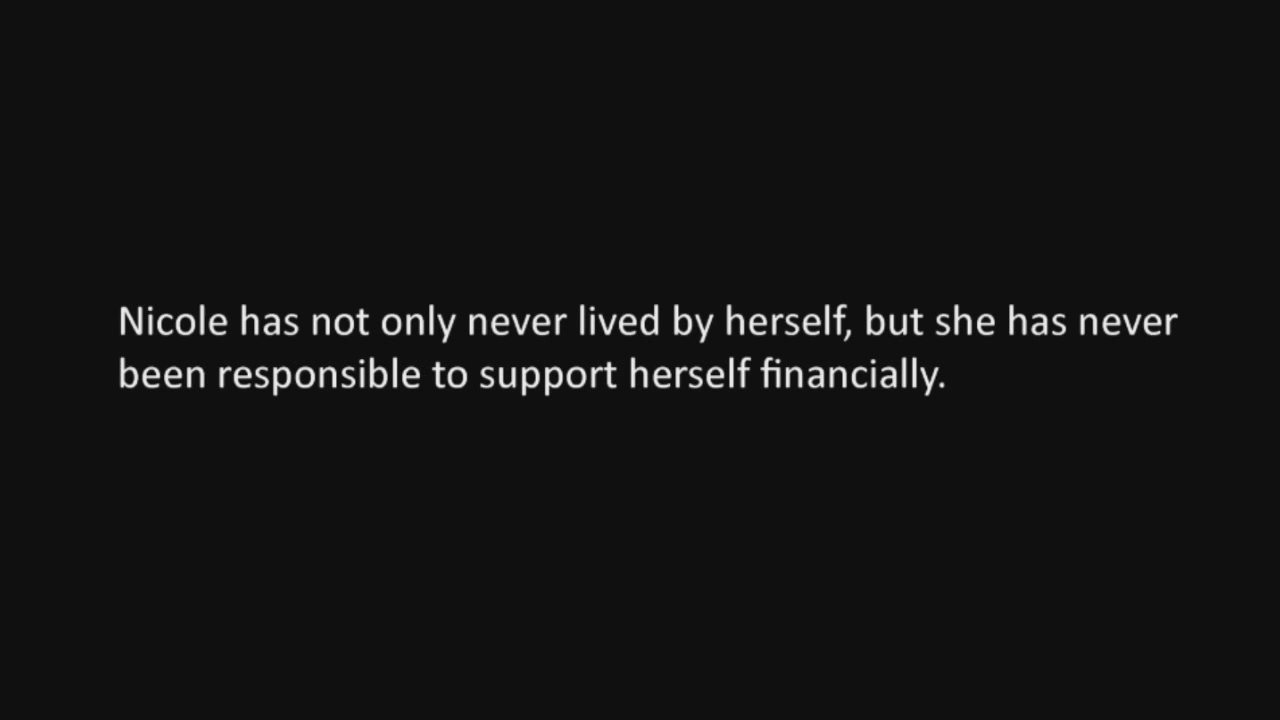 Nicole has not only never lived by herself, but she has never
been responsible to support herself financially.